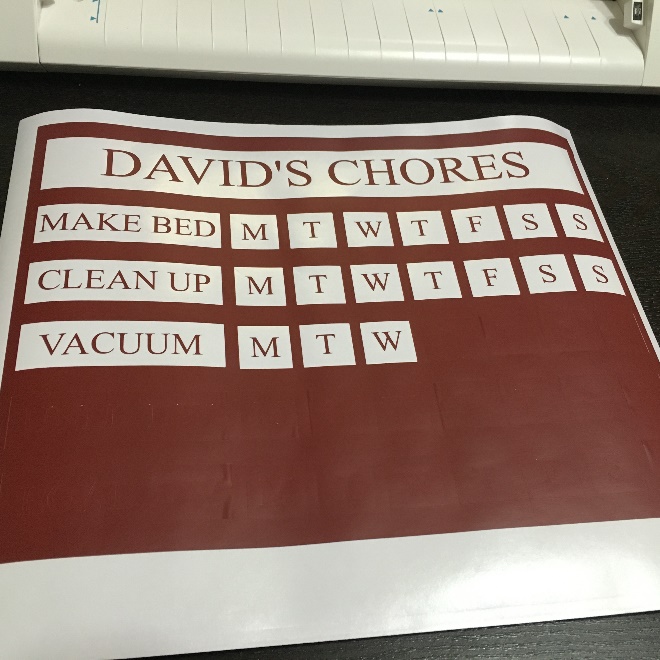 DAVID'S CHORES
MAKE BED M T W T F S S
CLEAN UP M T W T F S S
VACUUM M T W